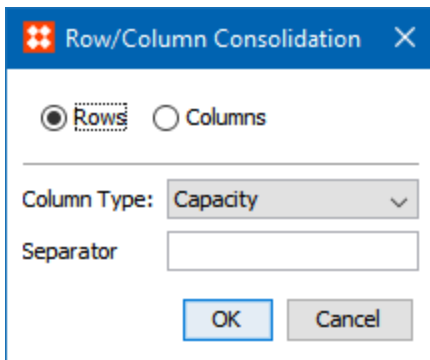 Row/Column Consolidation
Rows Columns
Column Type: Capacity
Separator
OK Cancel